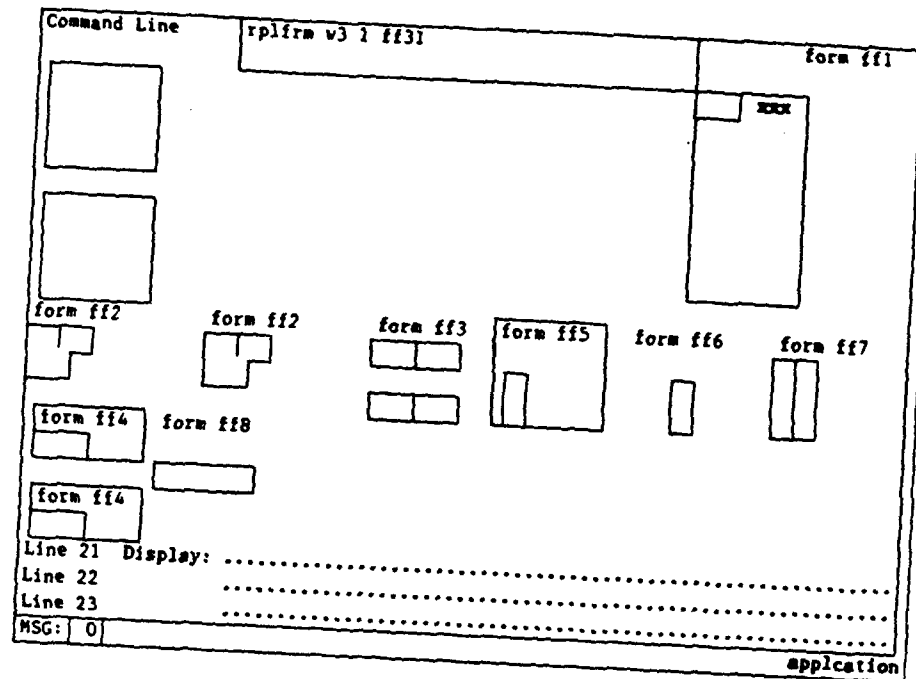 Command Line
rplfrm w3 1 ff31
form ff1
xxx
form ff2
form ff2
form ff3
form ff5
form ff6
form ff7
form ff4
form ff8
form ff4
Line 21 Display: ................................................
Line 22 ................................................
Line 23 ................................................
MSG: 0
applcation